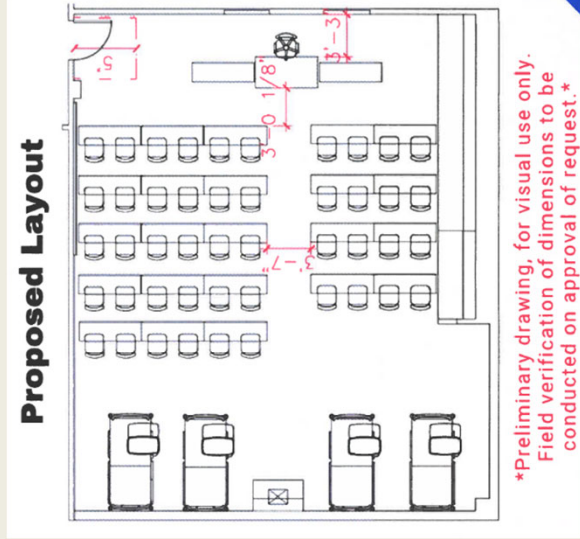 Proposed Layout
5'
3'-3"
3'-0 1/8"
3'-7"
*Preliminary drawing, for visual use only.
Field verification of dimensions to be
conducted on approval of request.*